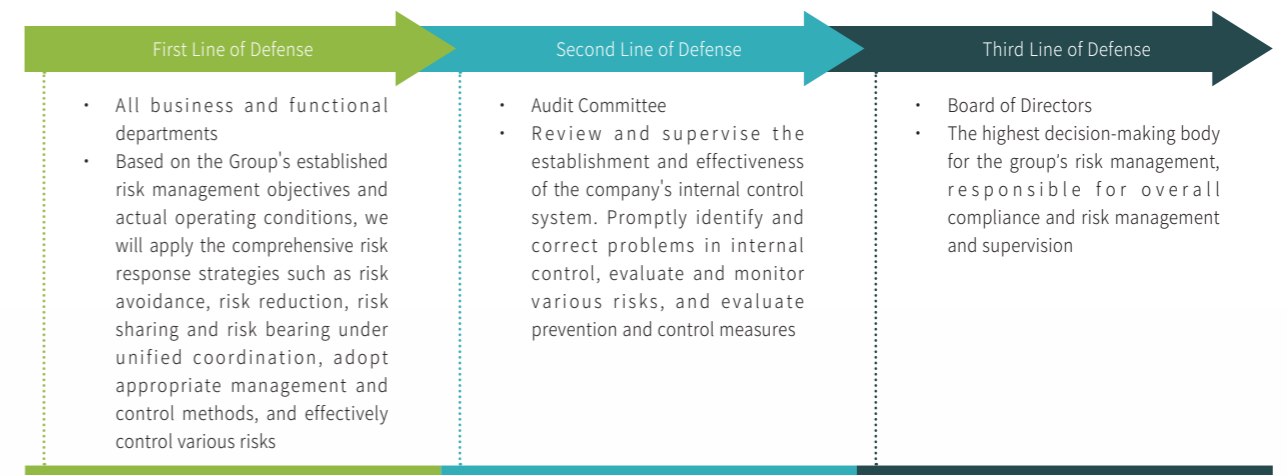 First Line of Defense
• All business and functional
departments
• Based on the Group's established
risk management objectives and
actual operating conditions, we
will apply the comprehensive risk
response strategies such as risk
avoidance, risk reduction, risk
sharing and risk bearing under
unified coordination, adopt
appropriate management and
control methods, and effectively
control various risks
Second Line of Defense
• Audit Committee
• Review and supervise the
establishment and effectiveness
of the company's internal control
system. Promptly identify and
correct problems in internal
control, evaluate and monitor
various risks, and evaluate
prevention and control measures
Third Line of Defense
• Board of Directors
• The highest decision-making body
for the group's risk management,
responsible for overall
compliance and risk management
and supervision